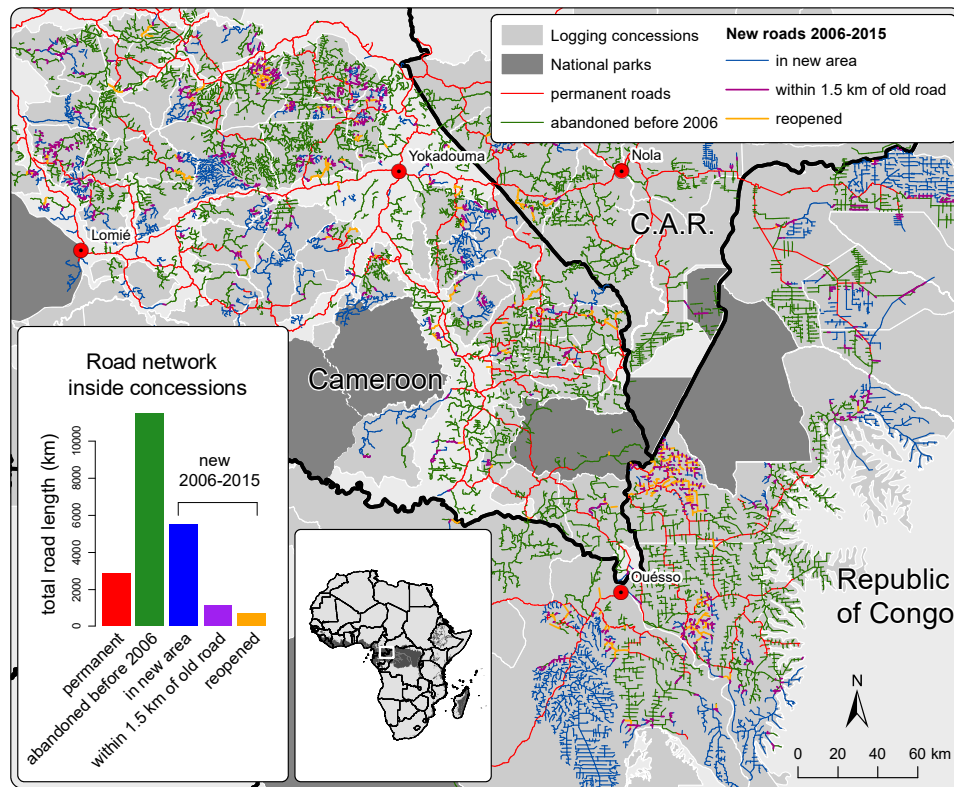 Logging concessions
National parks
permanent roads
abandoned before 2006
New roads 2006-2015
in new area
within 1.5 km of old road
reopened
Yokadouma
Nola
C.A.R.
Lomié
Cameroon
Ouésso
Republic
of Congo
Road network
inside concessions
total road length (km)
0
2000
4000
6000
8000
10000
new
2006-2015
permanent
abandoned before 2006
in new area
within 1.5 km of old road
reopened
N
0 20 40 60 km